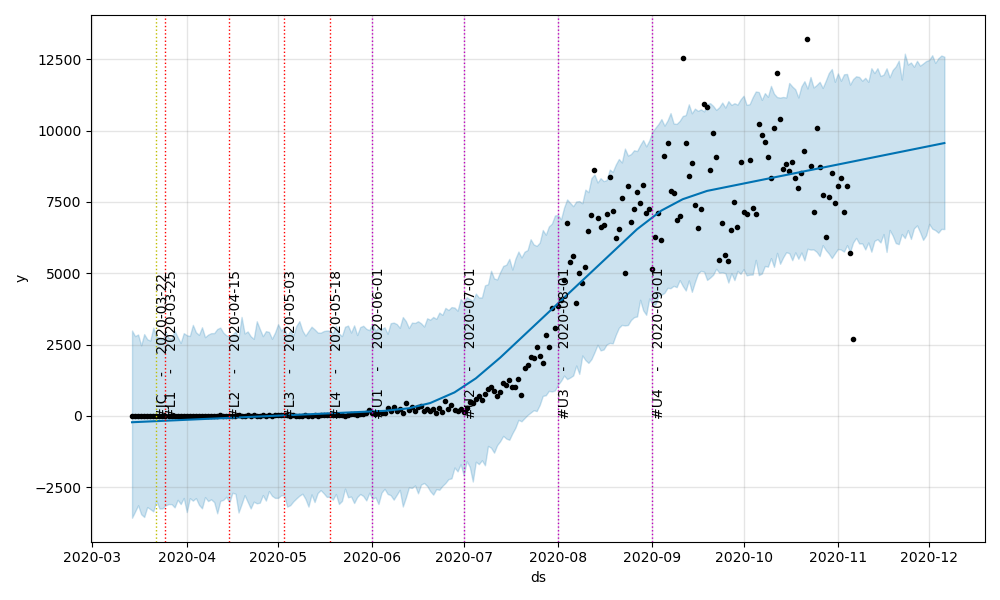 12500
10000
7500
5000
2500
0
−2500
y
#JC - 2020-03-22
#L1 - 2020-03-25
#L2 - 2020-04-15
#L3 - 2020-05-03
#L4 - 2020-05-18
#U1 - 2020-06-01
#U2 - 2020-07-01
#U3 - 2020-08-01
#U4 - 2020-09-01
2020-03 2020-04 2020-05 2020-06 2020-07 2020-08 2020-09 2020-10 2020-11 2020-12
ds